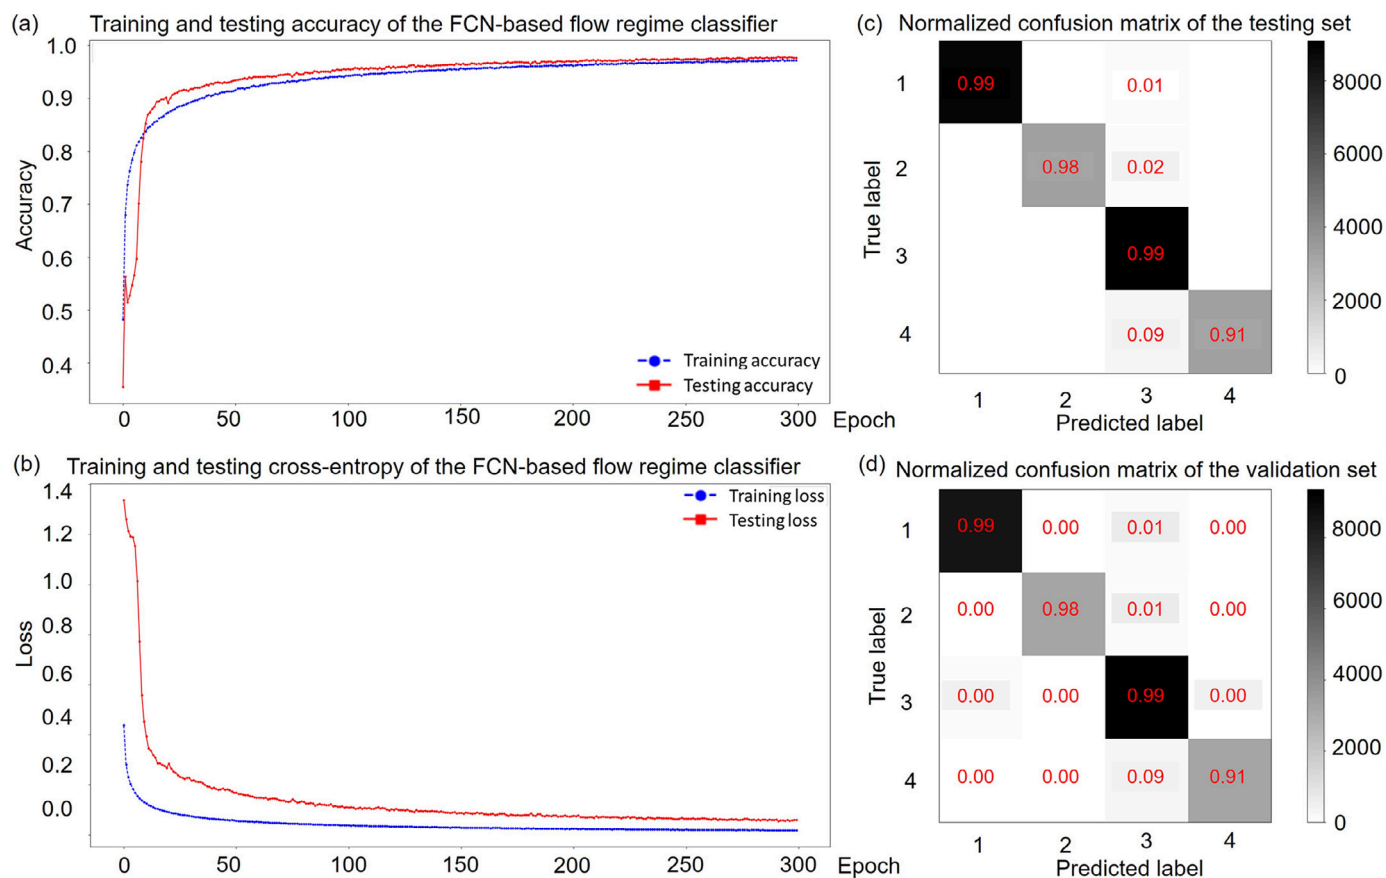 (a) Training and testing accuracy of the FCN-based flow regime classifier
1.0
0.9
0.8
0.7
0.6
0.5
0.4
Accuracy
Training accuracy
Testing accuracy
0 50 100 150 200 250 300 Epoch
(b) Training and testing cross-entropy of the FCN-based flow regime classifier
1.4
1.2
1.0
0.8
0.6
0.4
0.2
0.0
Loss
Training loss
Testing loss
0 50 100 150 200 250 300 Epoch
(c) Normalized confusion matrix of the testing set
True label
1 0.99 0.01
2 0.98 0.02
3 0.99
4 0.09 0.91
1 2 3 4
Predicted label
8000
6000
4000
2000
0
(d) Normalized confusion matrix of the validation set
True label
1 0.99 0.00 0.01 0.00
2 0.00 0.98 0.01 0.00
3 0.00 0.00 0.99 0.00
4 0.00 0.00 0.09 0.91
1 2 3 4
Predicted label
8000
6000
4000
2000
0